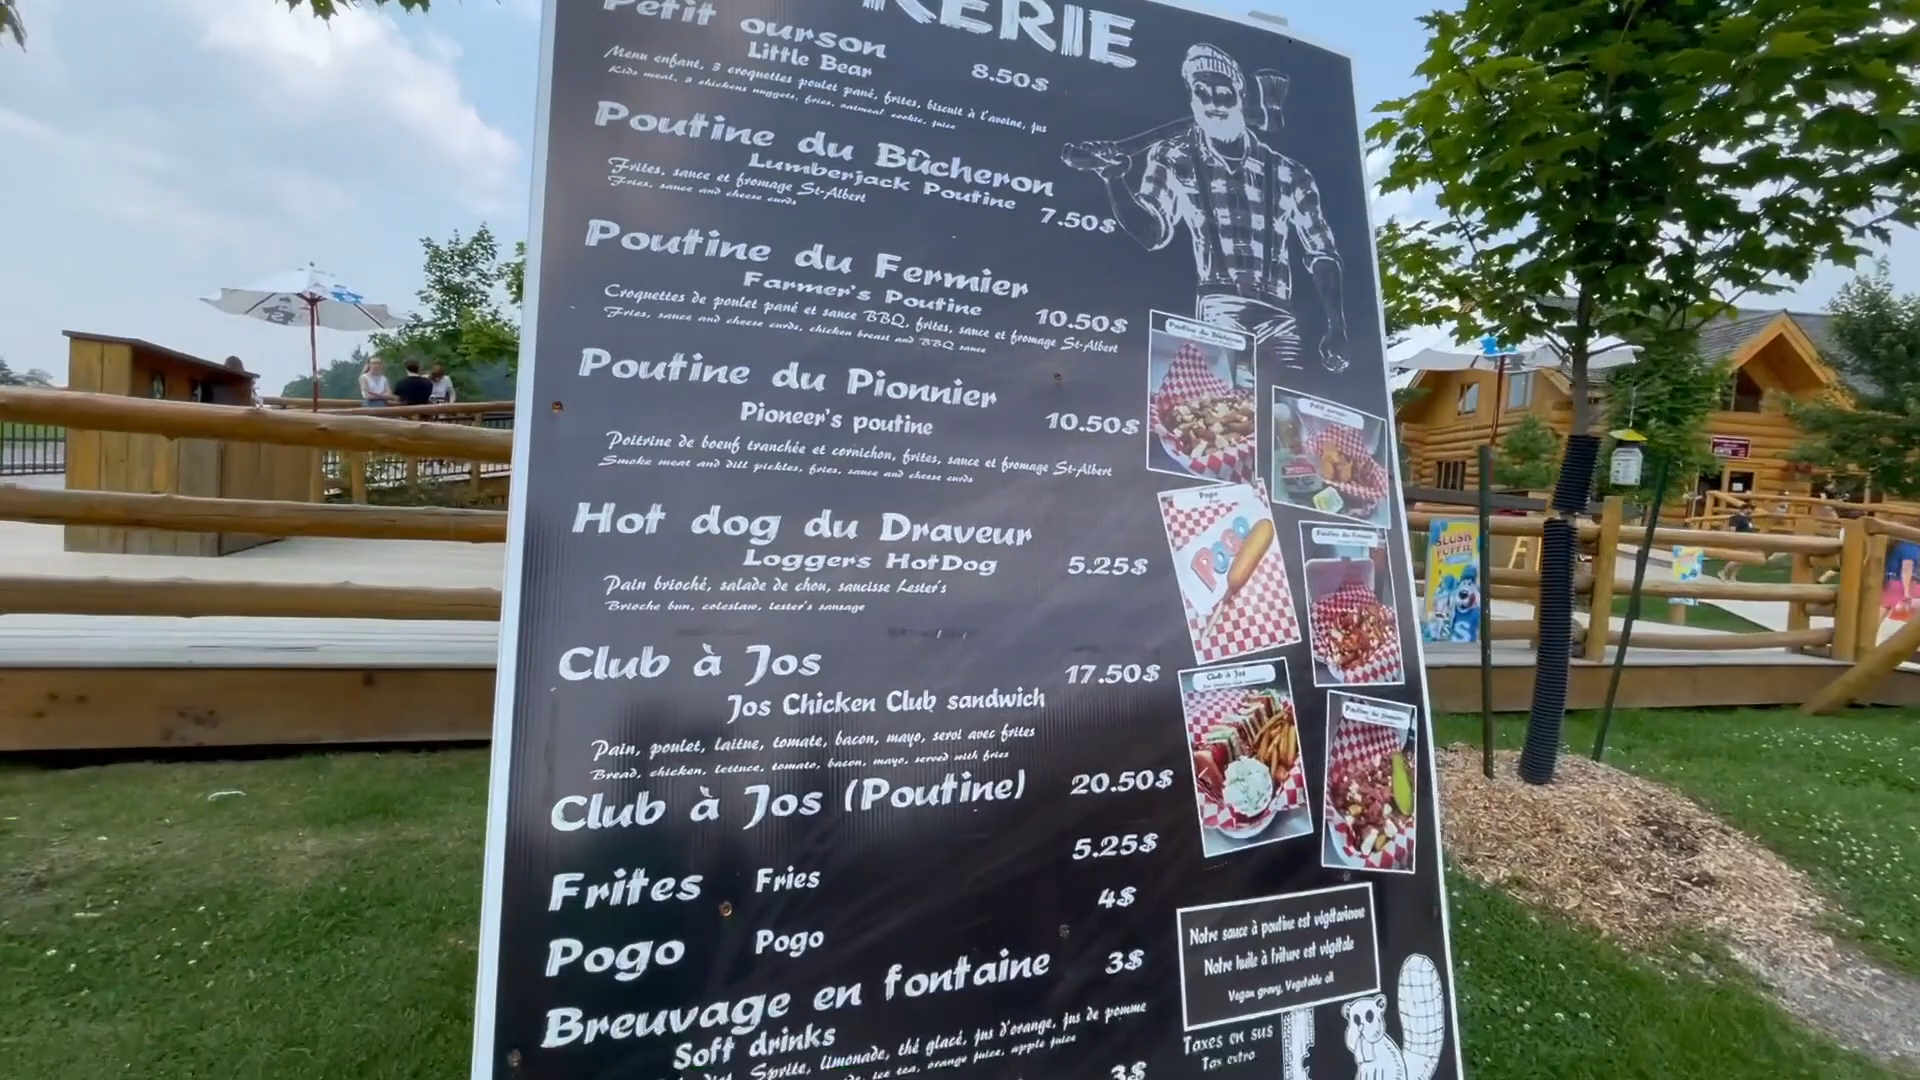 Petit ourson
Little Bear 8.50$
Menu enfant, 3 croquettes poulet pané, frites, biscuit à l'avoine, jus
Kids meat, 3 chickens nuggets, fries, oatmeal cookie, juice
Poutine du Bûcheron
Lumberjack Poutine 7.50$
Frites, sauce et fromage St-Albert
Fries, sauce and cheese curds
Poutine du Fermier
Farmer's Poutine 10.50$
Croquettes de poulet pané et sauce BBQ, frites, sauce et fromage St-Albert
Fries, sauce and cheese curds, chicken breast and BBQ sauce
Poutine du Pionnier
Pioneer's poutine 10.50$
Poitrine de boeuf tranchée et cornichon, frites, sauce et fromage St-Albert
Smoke meat and dill pickles, fries, sauce and cheese curds
Hot dog du Draveur
Loggers HotDog 5.25$
Pain brioché, salade de chou, saucisse Lester's
Brioche bun, coleslaw, lester's sausage
Club à Jos 17.50$
Jos Chicken Club sandwich
Pain, poulet, laitue, tomate, bacon, mayo, servi avec frites
Bread, chicken, lettuce, tomato, bacon, mayo, served with fries
Club à Jos (Poutine) 20.50$
5.25$
Frites Fries
4$
Pogo Pogo
3$
Breuvage en fontaine
Soft drinks
Sprite, limonade, thé glacé, jus d'orange, jus de pomme
ice tea, orange juice, apple juice
3$
Pogo
POGO
Club à Jos
Notre sauce à poutine est végétarienne
Notre huile à friture est végétale
Vegan gravy, Vegetable oil
Taxes en sus
Tax extra
SLUSH
PUPPIE